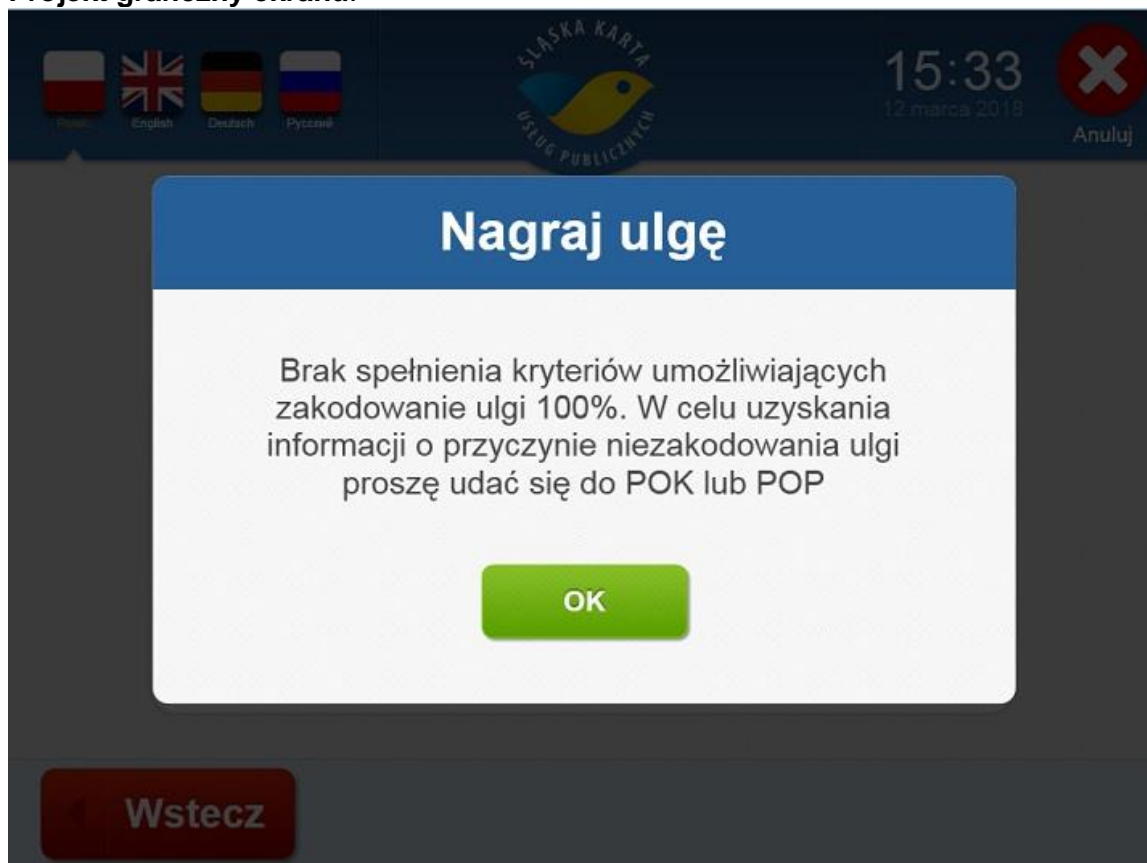 Projekt graficzny ekranu:
Polski
English
Deutsch
Русский
ŚLĄSKA KARTA
USŁUG PUBLICZNYCH
15:33
12 marca 2018
Anuluj
Nagraj ulgę
Brak spełnienia kryteriów umożliwiających
zakodowanie ulgi 100%. W celu uzyskania
informacji o przyczynie niezakodowania ulgi
proszę udać się do POK lub POP
OK
Wstecz